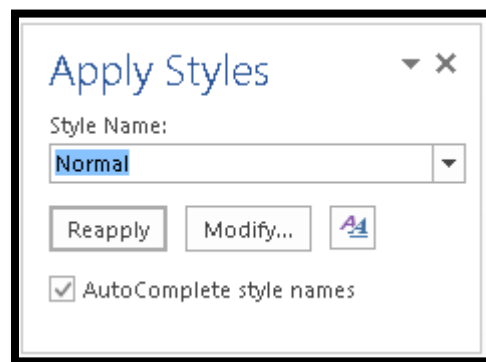 Apply Styles
Style Name:
Normal
Reapply Modify...
AutoComplete style names